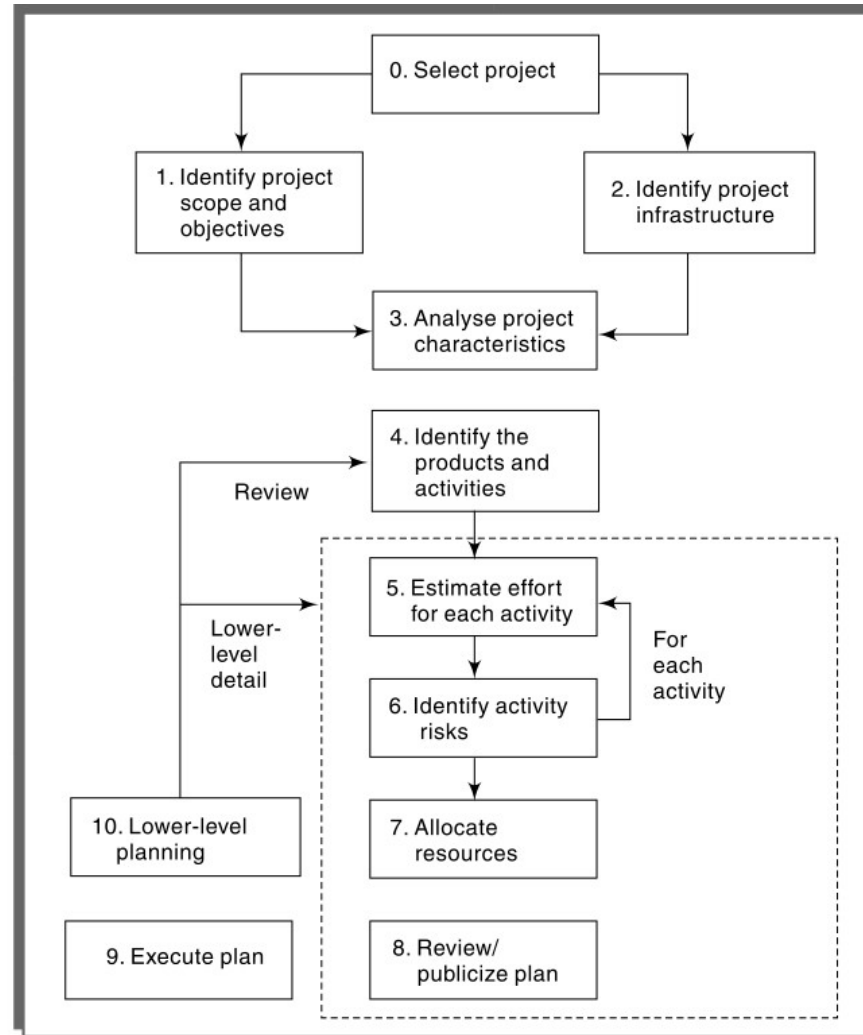 0. Select project
1. Identify project
scope and
objectives
2. Identify project
infrastructure
3. Analyse project
characteristics
4. Identify the
products and
activities
Review
5. Estimate effort
for each activity
Lower-
level
detail
For
each
activity
6. Identify activity
risks
10. Lower-level
planning
7. Allocate
resources
9. Execute plan
8. Review/
publicize plan